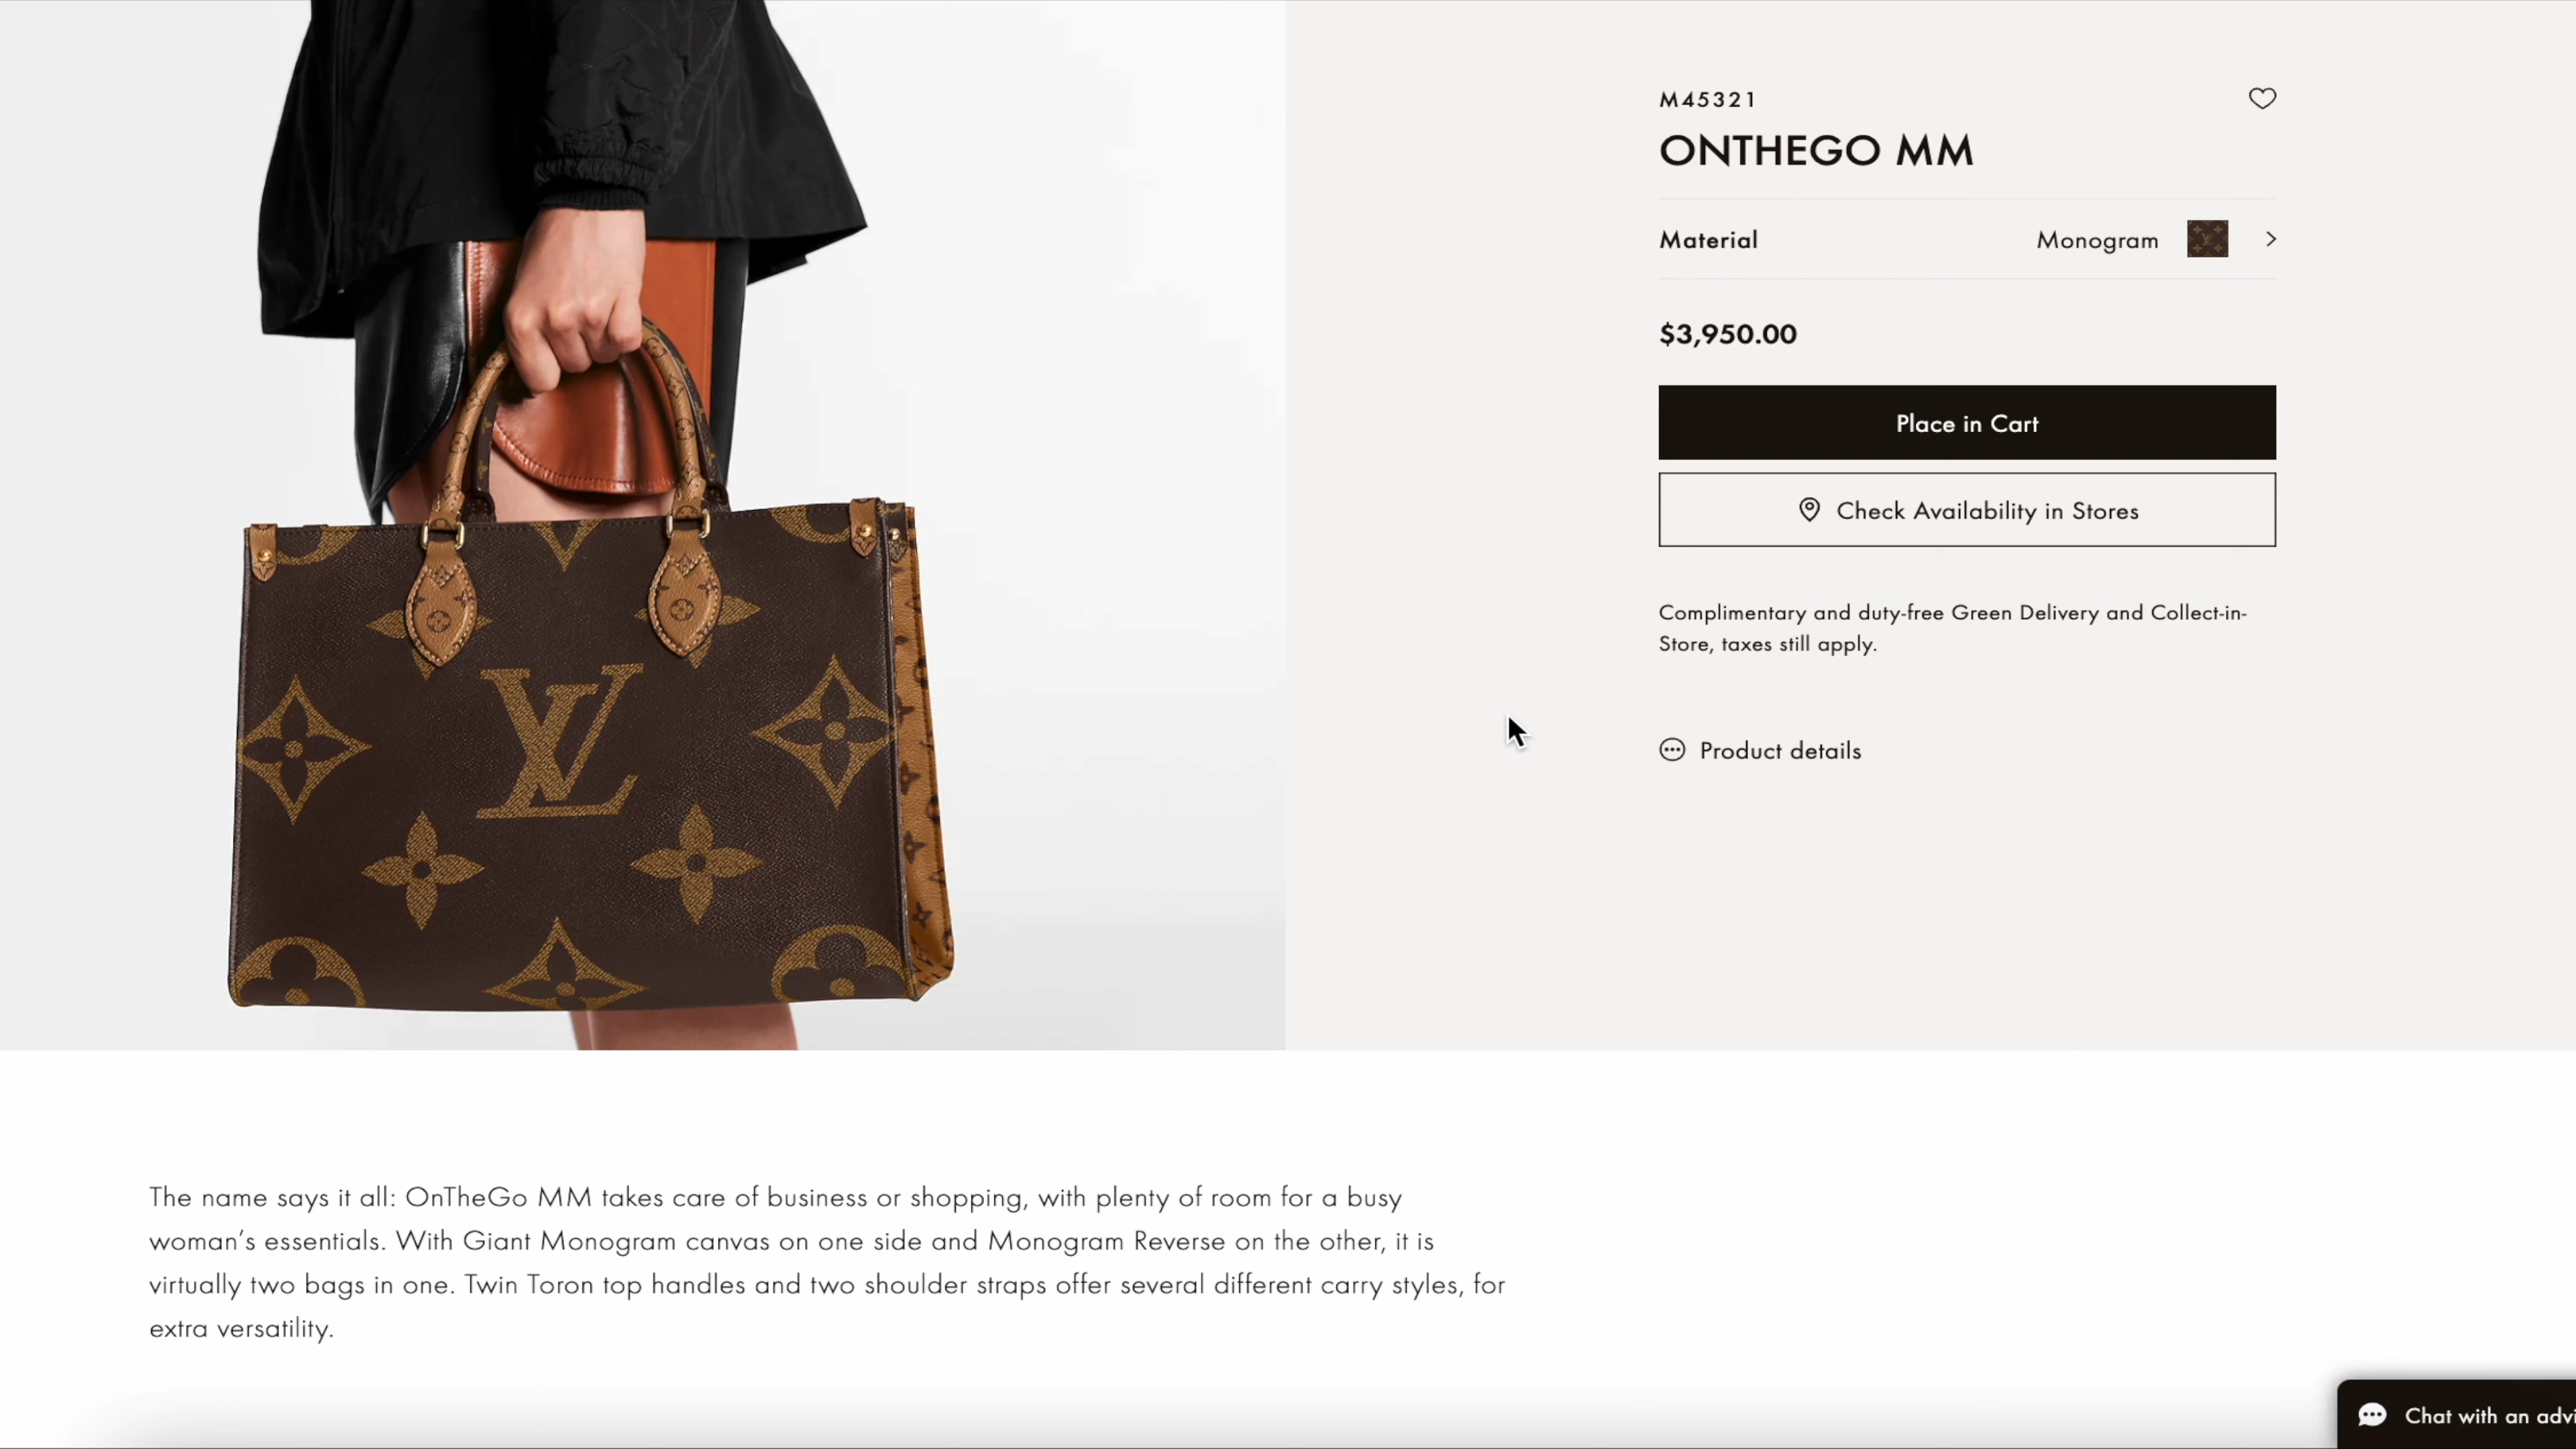 M45321
ONTHEGO MM
Material
Monogram
$3,950.00
Place in Cart
Check Availability in Stores
Complimentary and duty-free Green Delivery and Collect-in-
Store, taxes still apply.
Product details
LV
The name says it all: OnTheGo MM takes care of business or shopping, with plenty of room for a busy
woman’s essentials. With Giant Monogram canvas on one side and Monogram Reverse on the other, it is
virtually two bags in one. Twin Toron top handles and two shoulder straps offer several different carry styles, for
extra versatility.
Chat with an advi